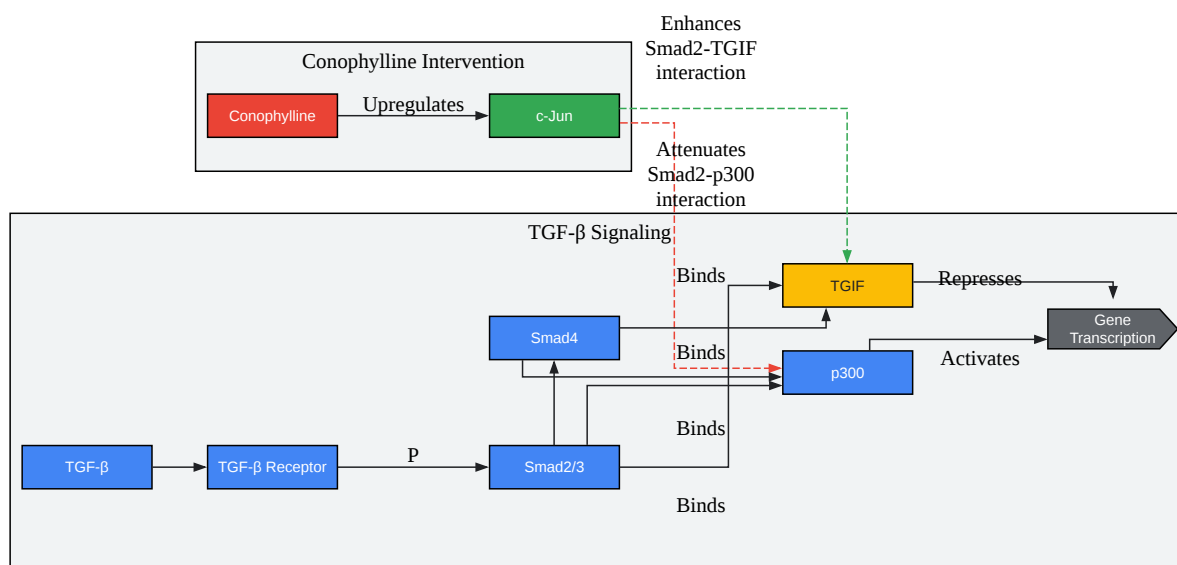 Enhances
Smad2-TGIF
interaction
Conophylline Intervention
Conophylline
Upregulates
c-Jun
Attenuates
Smad2-p300
interaction
TGF-β Signaling
Binds
TGIF
Represses
Gene
Transcription
Smad4
Binds
p300
Activates
Binds
TGF-β
TGF-β Receptor
P
Smad2/3
Binds